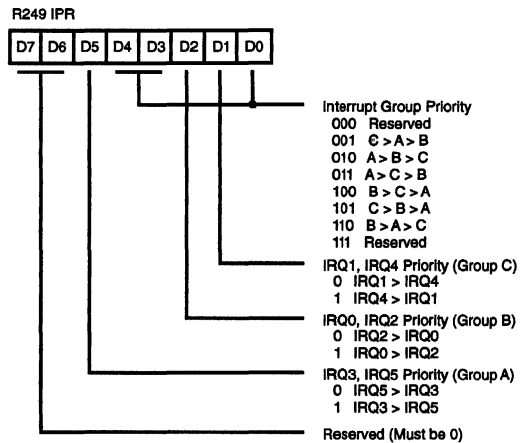 R249 IPR
D7 D6 D5 D4 D3 D2 D1 D0
Interrupt Group Priority
000 Reserved
001 C > A > B
010 A > B > C
011 A > C > B
100 B > C > A
101 C > B > A
110 B > A > C
111 Reserved
IRQ1, IRQ4 Priority (Group C)
0 IRQ1 > IRQ4
1 IRQ4 > IRQ1
IRQ0, IRQ2 Priority (Group B)
0 IRQ2 > IRQ0
1 IRQ0 > IRQ2
IRQ3, IRQ5 Priority (Group A)
0 IRQ5 > IRQ3
1 IRQ3 > IRQ5
Reserved (Must be 0)